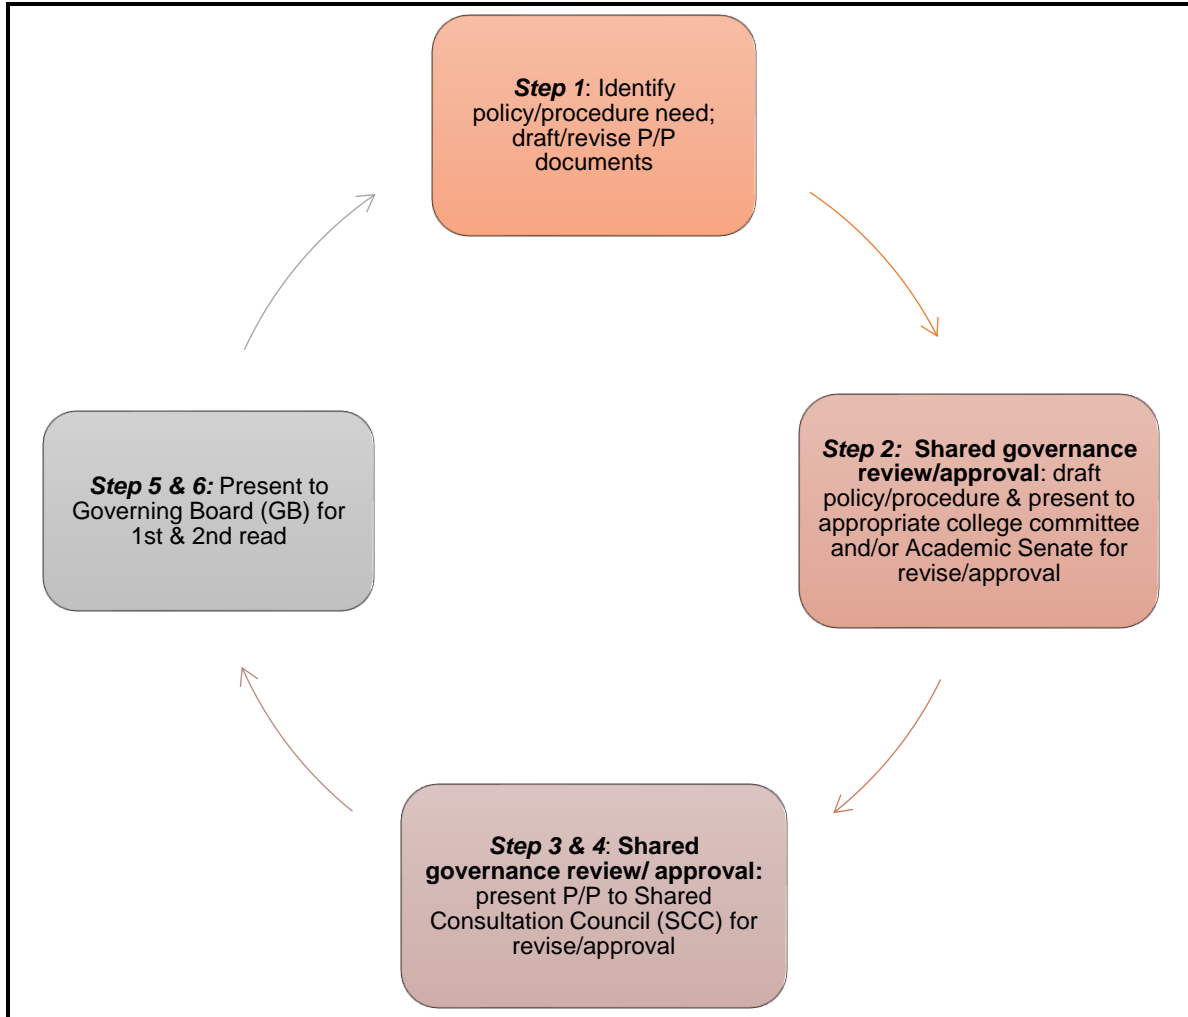 Step 1: Identify
policy/procedure need;
draft/revise P/P
documents
Step 2: Shared governance
review/approval: draft
policy/procedure & present to
appropriate college committee
and/or Academic Senate for
revise/approval
Step 3 & 4: Shared
governance review/ approval:
present P/P to Shared
Consultation Council (SCC) for
revise/approval
Step 5 & 6: Present to
Governing Board (GB) for
1st & 2nd read